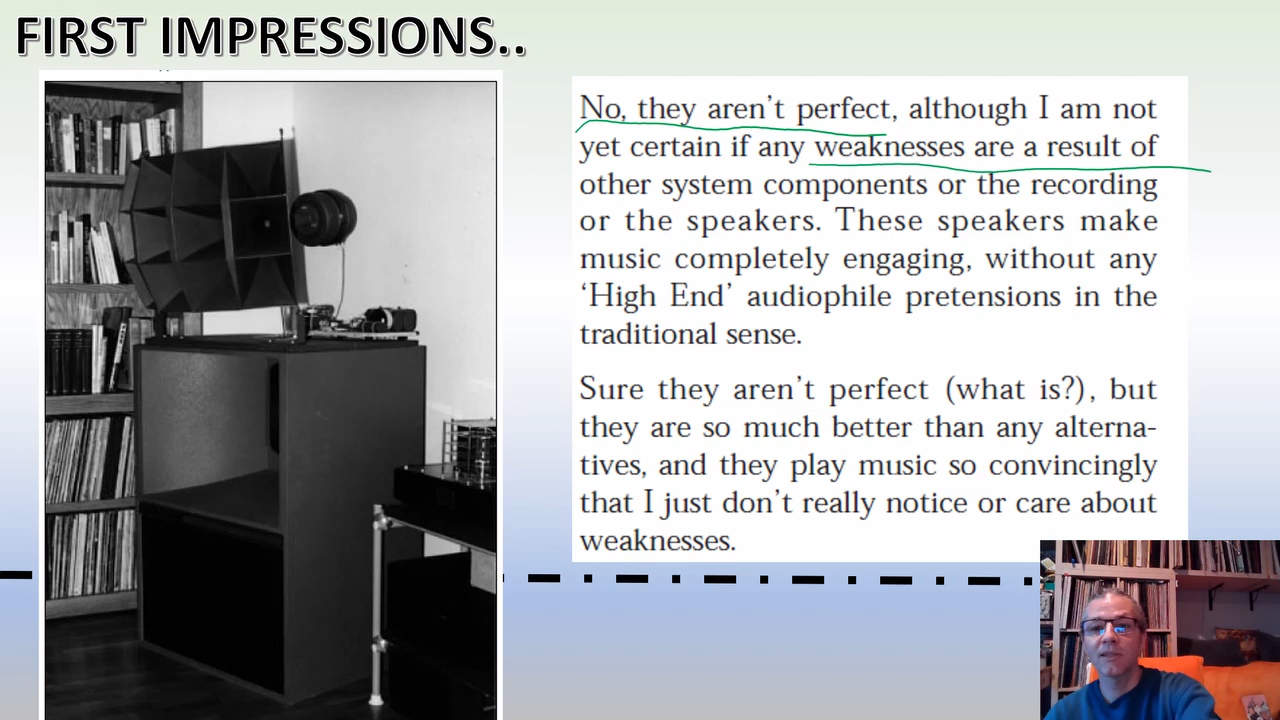 FIRST IMPRESSIONS..
No, they aren’t perfect, although I am not
yet certain if any weaknesses are a result of
other system components or the recording
or the speakers. These speakers make
music completely engaging, without any
‘High End’ audiophile pretensions in the
traditional sense.
Sure they aren’t perfect (what is?), but
they are so much better than any alterna-
tives, and they play music so convincingly
that I just don’t really notice or care about
weaknesses.